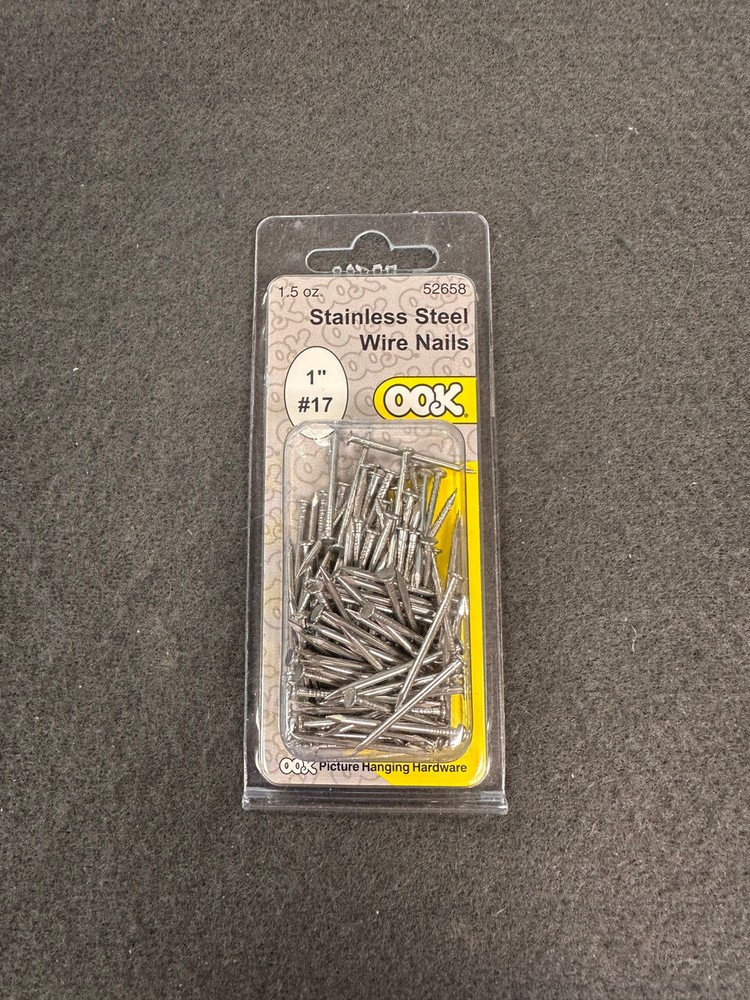 1.5 oz. 52658
Stainless Steel
Wire Nails
1"
#17
OOK®
OOK Picture Hanging Hardware